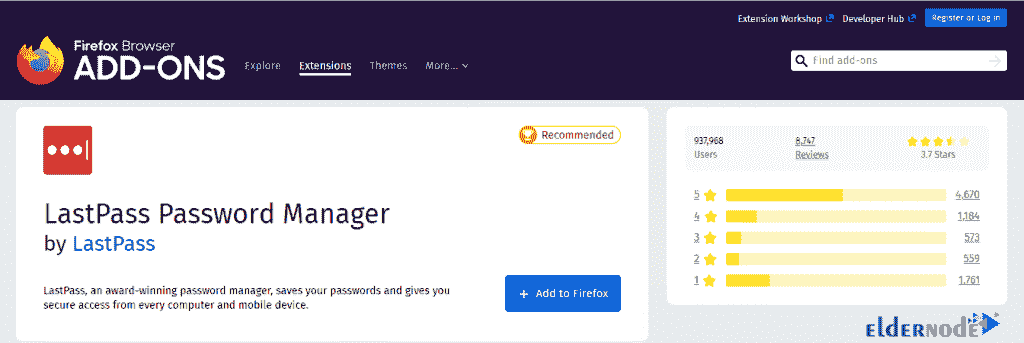 Extension Workshop Developer Hub Register or Log in
Firefox Browser
ADD-ONS
Explore Extensions Themes More...
Find add-ons
Recommended
LastPass Password Manager
by LastPass
LastPass, an award-winning password manager, saves your passwords and gives you
secure access from every computer and mobile device.
+ Add to Firefox
937,968 8,747
Users Reviews 3.7 Stars
5 4,670
4 1,184
3 573
2 559
1 1,761
eldernode